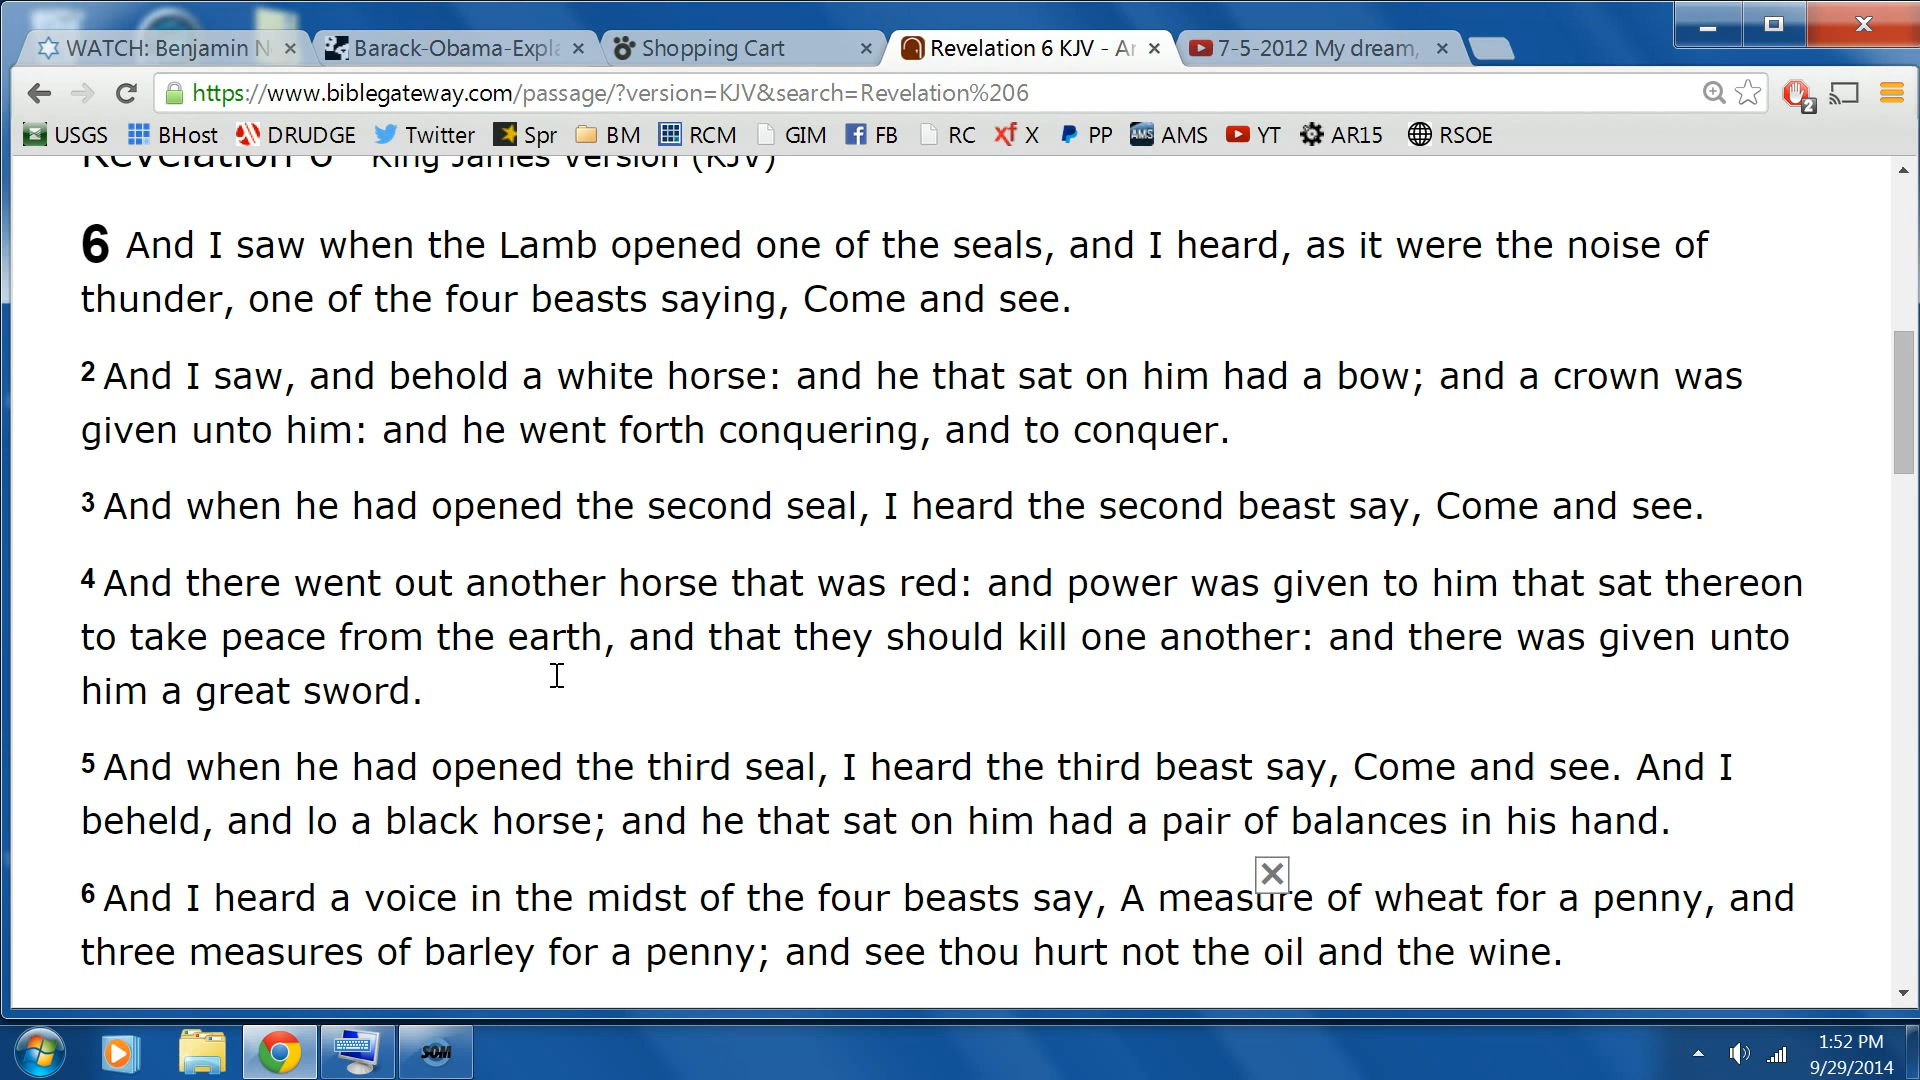 WATCH: Benjamin N
Barack-Obama-Expla
Shopping Cart
Revelation 6 KJV - Ar
7-5-2012 My dream,
https://www.biblegateway.com/passage/?version=KJV&search=Revelation%206
2
USGS BHost DRUDGE Twitter Spr BM RCM GIM FB RC X PP AMS YT AR15 RSOE
Revelation 6 King James Version (KJV)
6 And I saw when the Lamb opened one of the seals, and I heard, as it were the noise of
thunder, one of the four beasts saying, Come and see.
2 And I saw, and behold a white horse: and he that sat on him had a bow; and a crown was
given unto him: and he went forth conquering, and to conquer.
3 And when he had opened the second seal, I heard the second beast say, Come and see.
4 And there went out another horse that was red: and power was given to him that sat thereon
to take peace from the earth, and that they should kill one another: and there was given unto
him a great sword.
5 And when he had opened the third seal, I heard the third beast say, Come and see. And I
beheld, and lo a black horse; and he that sat on him had a pair of balances in his hand.
6 And I heard a voice in the midst of the four beasts say, A measure of wheat for a penny, and
three measures of barley for a penny; and see thou hurt not the oil and the wine.
SOM
1:52 PM
9/29/2014